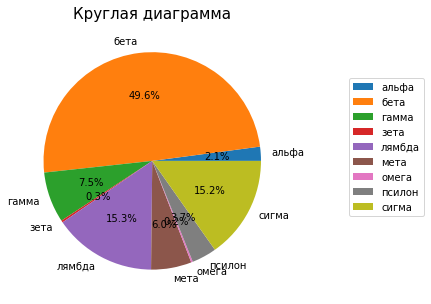 Круглая диаграмма
бета
49.6%
альфа
2.1%
7.5%
гамма
0.3%
зета
15.3%
лямбда
6.0%
мета
0.2%
омега
3.7%
псилон
15.2%
сигма
альфа
бета
гамма
зета
лямбда
мета
омега
псилон
сигма